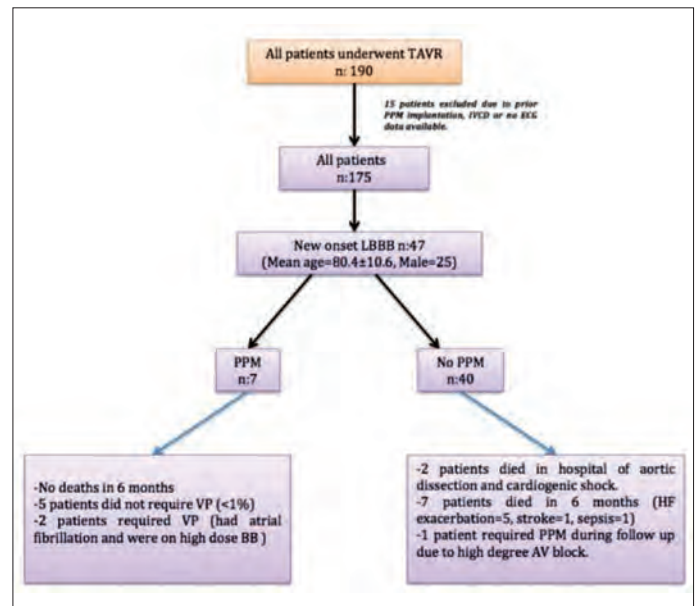 All patients underwent TAVR
n: 190
15 patients excluded due to prior
PPM implantation, IVCD or no ECG
data available.
All patients
n:175
New onset LBBB n:47
(Mean age=80.4±10.6, Male=25)
PPM
n:7
No PPM
n:40
-No deaths in 6 months
-5 patients did not require VP (<1%)
-2 patients required VP (had atrial
fibrillation and were on high dose BB )
-2 patients died in hospital of aortic
dissection and cardiogenic shock.
-7 patients died in 6 months (HF
exacerbation=5, stroke=1, sepsis=1)
-1 patient required PPM during follow up
due to high degree AV block.